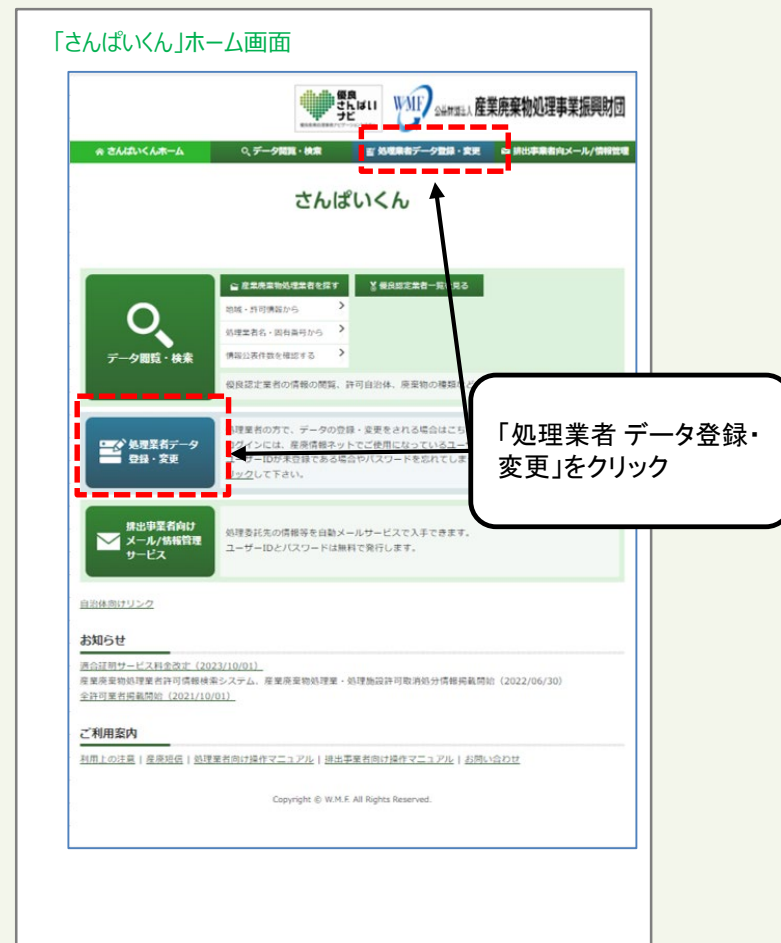 「さんぱいくん」ホーム画面
優良
さんぱい
ナビ
WMF 公益財団法人 産業廃棄物処理事業振興財団
さんぱいくんホーム
データ閲覧・検索
処理業者データ登録・変更
排出事業者向メール/情報管理
さんぱいくん
データ閲覧・検索
産業廃棄物処理業者を探す
優良認定業者一覧を見る
地域・許可情報から
処理業者名・固有番号から
情報公表件数を確認する
優良認定業者の情報の閲覧、許可自治体、廃棄物の種類など
処理業者データ
登録・変更
処理業者の方で、データの登録・変更をされる場合はこち
ログインには、産廃情報ネットでご使用になっているユー
ユーザーIDが未登録である場合やパスワードを忘れてしま
リックして下さい。
「処理業者 データ登録・
変更」をクリック
排出事業者向け
メール/情報管理
サービス
処理委託先の情報等を自動メールサービスで入手できます。
ユーザーIDとパスワードは無料で発行します。
自治体向けリンク
お知らせ
適合証明サービス料金改定（2023/10/01）
産業廃棄物処理業者許可情報検索システム、産業廃棄物処理業・処理施設許可取消処分情報掲載開始（2022/06/30）
全許可業者掲載開始（2021/10/01）
ご利用案内
利用上の注意 | 産廃短信 | 処理業者向け操作マニュアル | 排出事業者向け操作マニュアル | お問い合わせ
Copyright © W.M.F. All Rights Reserved.